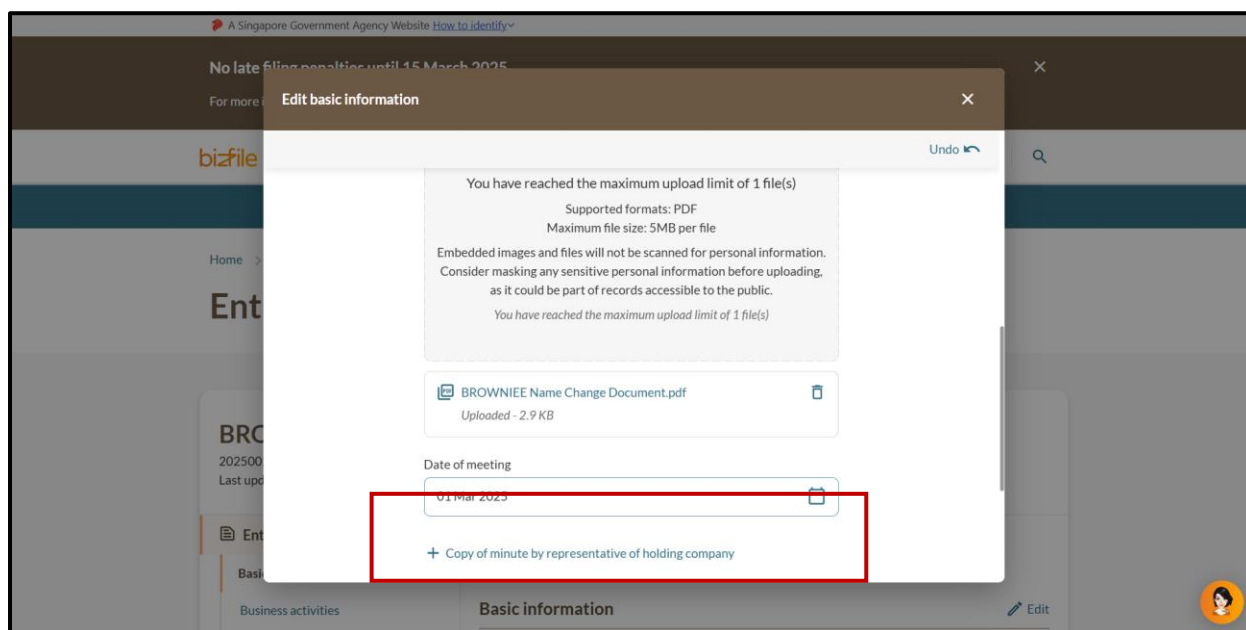 A Singapore Government Agency Website How to identify
No late filing penalties until 15 March 2025
For more
Edit basic information
Undo
bizfile
You have reached the maximum upload limit of 1 file(s)
Supported formats: PDF
Maximum file size: 5MB per file
Embedded images and files will not be scanned for personal information.
Consider masking any sensitive personal information before uploading,
as it could be part of records accessible to the public.
You have reached the maximum upload limit of 1 file(s)
Home >
Ent
PDF BROWNIEE Name Change Document.pdf
Uploaded - 2.9 KB
BRO
202500
Last upd
Date of meeting
01 Mar 2025
Ent
+ Copy of minute by representative of holding company
Basi
Business activities
Basic information
Edit